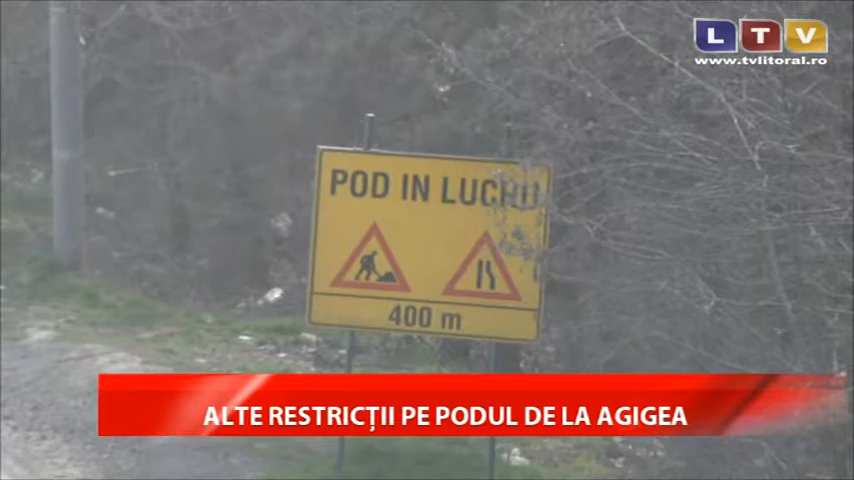 LTV
www.tvlitoral.ro
POD IN LUCRU
400 m
ALTE RESTRICȚII PE PODUL DE LA AGIGEA